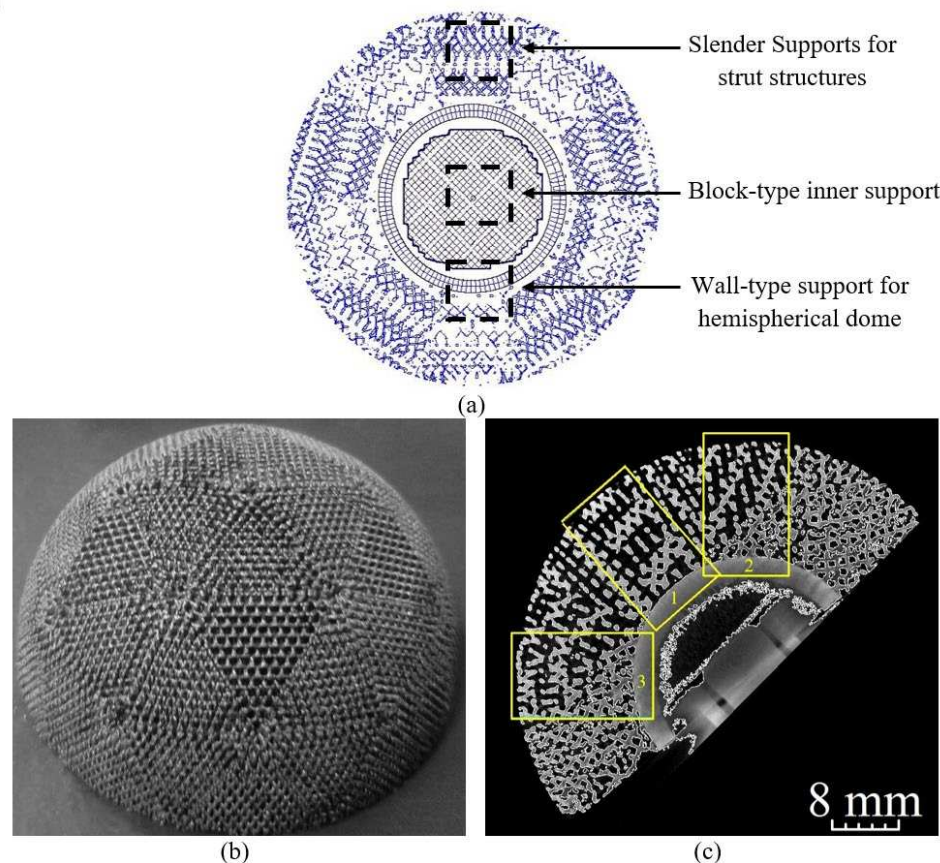 Slender Supports for
strut structures
Block-type inner support
Wall-type support for
hemispherical dome
(a)
1
2
3
8 mm
(b)
(c)